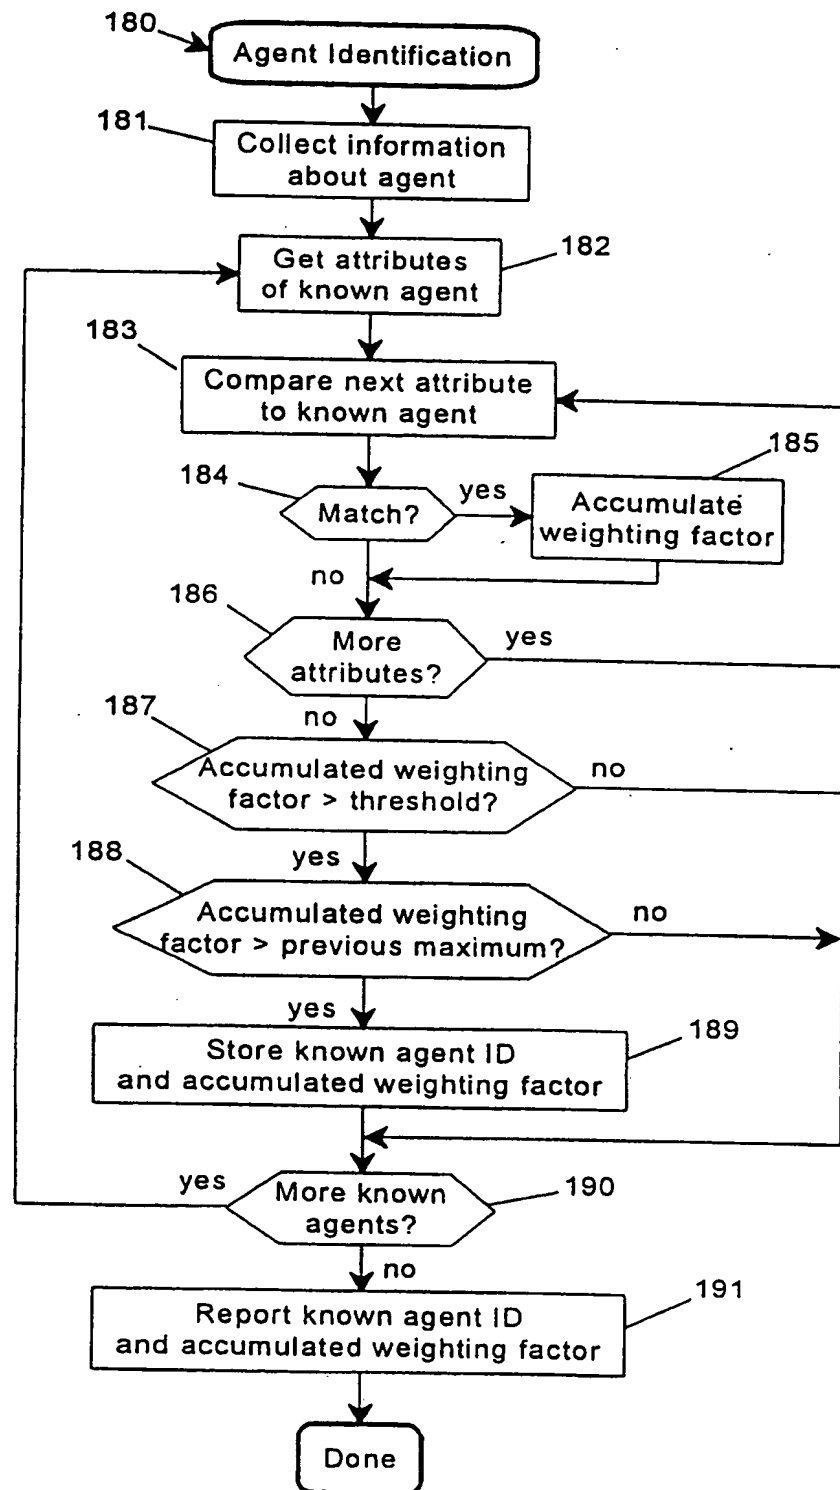 180
Agent Identification
181
Collect information
about agent
182
Get attributes
of known agent
183
Compare next attribute
to known agent
184
Match?
yes
185
Accumulate
weighting factor
no
186
More
attributes?
yes
no
187
Accumulated weighting
factor > threshold?
no
yes
188
Accumulated weighting
factor > previous maximum?
no
yes
189
Store known agent ID
and accumulated weighting factor
yes
More known
agents?
190
no
191
Report known agent ID
and accumulated weighting factor
Done